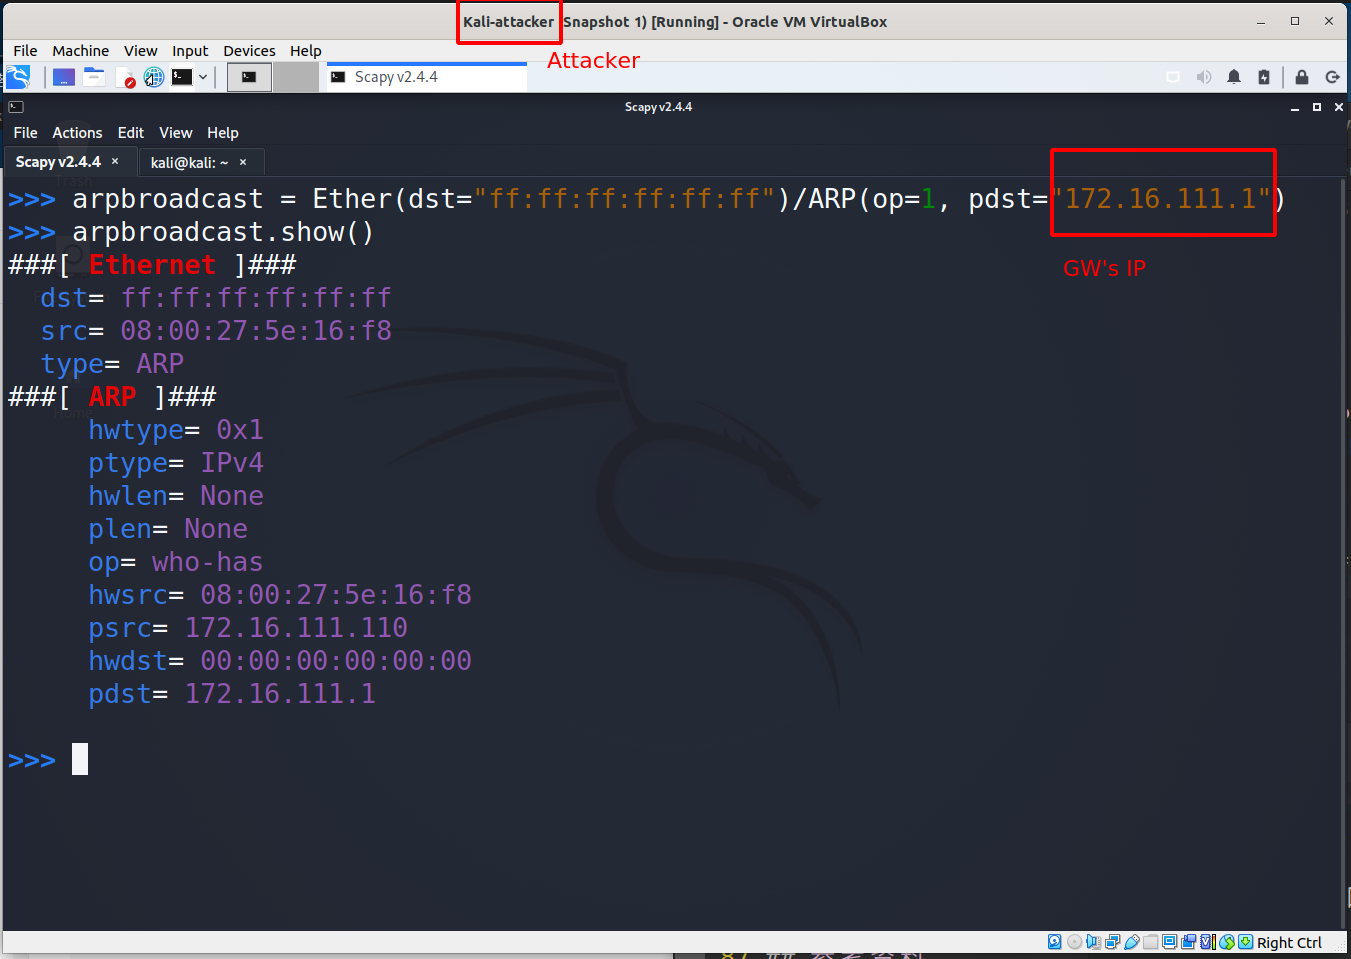 Kali-attacker (Snapshot 1) [Running] - Oracle VM VirtualBox
File Machine View Input Devices Help
Attacker
Scapy v2.4.4
Scapy v2.4.4
File Actions Edit View Help
Scapy v2.4.4 × kali@kali: ~ ×
>>> arpbroadcast = Ether(dst="ff:ff:ff:ff:ff:ff")/ARP(op=1, pdst="172.16.111.1")
>>> arpbroadcast.show()
GW's IP
###[ Ethernet ]###
dst= ff:ff:ff:ff:ff:ff
src= 08:00:27:5e:16:f8
type= ARP
###[ ARP ]###
hwtype= 0x1
ptype= IPv4
hwlen= None
plen= None
op= who-has
hwsrc= 08:00:27:5e:16:f8
psrc= 172.16.111.110
hwdst= 00:00:00:00:00:00
pdst= 172.16.111.1
>>>
Right Ctrl